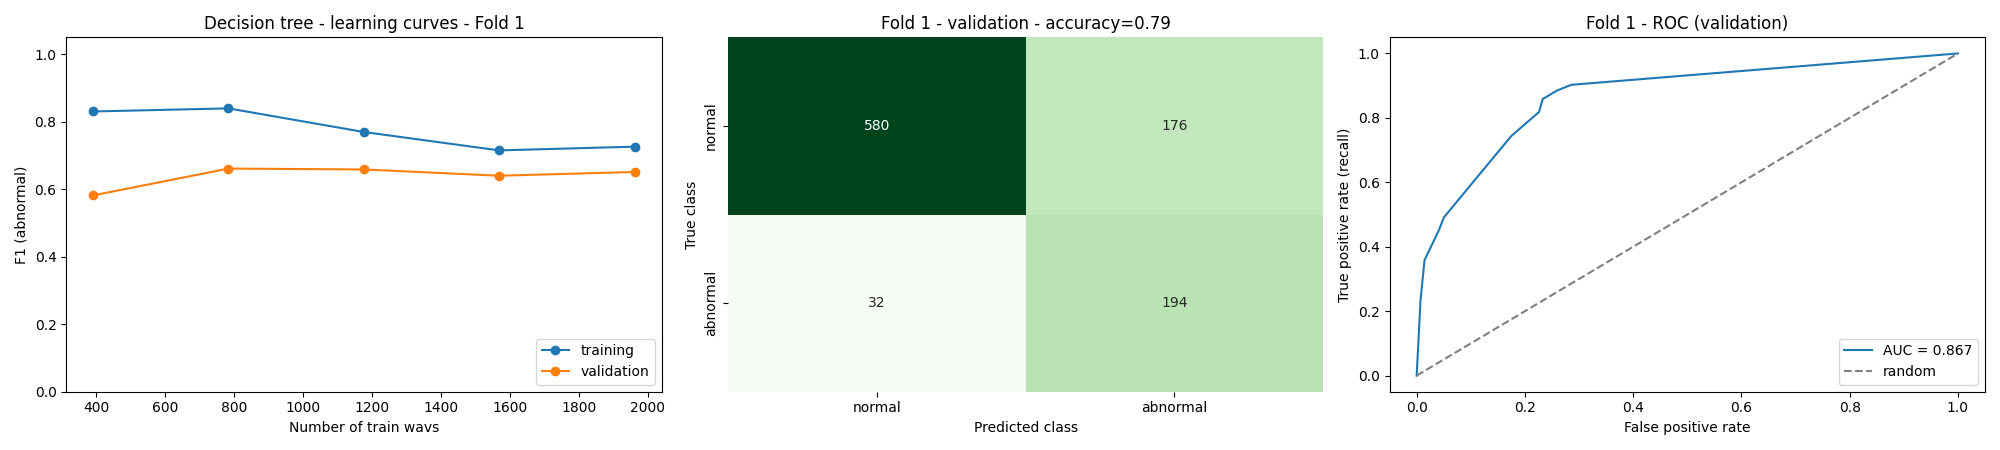 Decision tree - learning curves - Fold 1
F1 (abnormal)
1.0
0.8
0.6
0.4
0.2
0.0
400 600 800 1000 1200 1400 1600 1800 2000
Number of train wavs
training
validation
Fold 1 - validation - accuracy=0.79
True class
normal
abnormal
580 176
32 194
normal abnormal
Predicted class
Fold 1 - ROC (validation)
True positive rate (recall)
1.0
0.8
0.6
0.4
0.2
0.0
0.0 0.2 0.4 0.6 0.8 1.0
False positive rate
AUC = 0.867
random